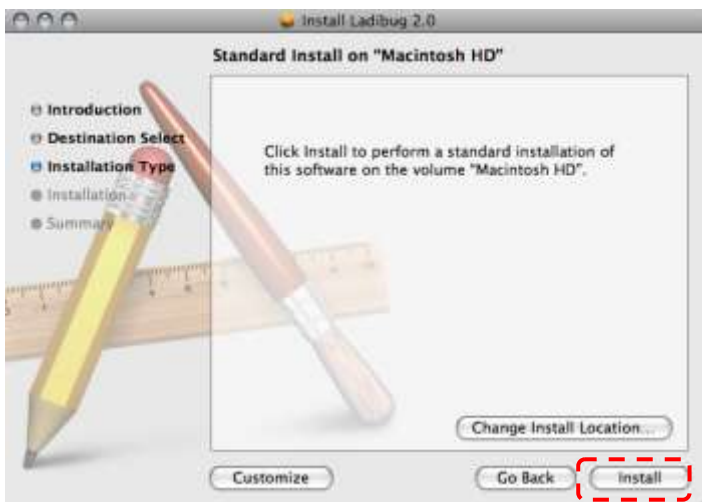 Install Ladibug 2.0
Standard Install on "Macintosh HD"
Introduction
Destination Select
Installation Type
Installation
Summary
Click Install to perform a standard installation of
this software on the volume "Macintosh HD".
Change Install Location...
Customize
Go Back
Install